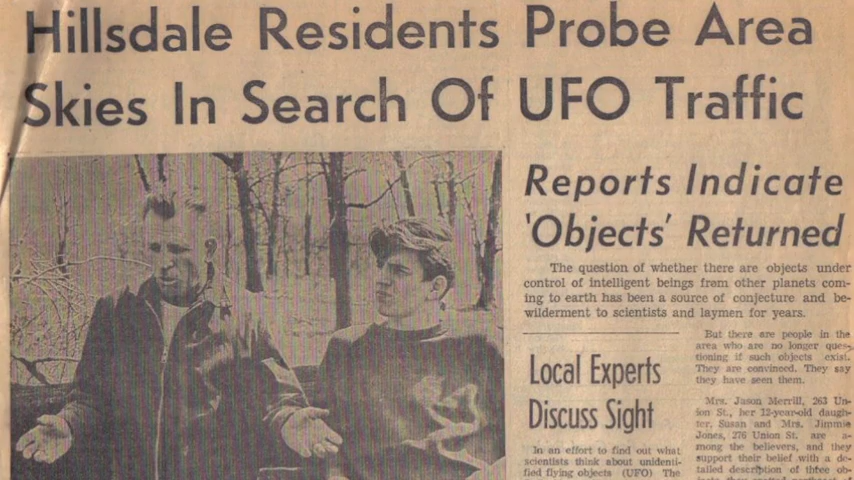 Hillsdale Residents Probe Area
Skies In Search Of UFO Traffic
Reports Indicate
'Objects' Returned
The question of whether there are objects under
control of intelligent beings from other planets com-
ing to earth has been a source of conjecture and be-
wilderment to scientists and laymen for years.
Local Experts
Discuss Sight
In an effort to find out what
scientists think about unidenti-
fied flying objects (UFO) The
But there are people in the
area who are no longer ques-
tioning if such objects exist.
They are convinced. They say
they have seen them.
Mrs. Jason Merrill, 263 Un-
ion St., her 12-year-old daugh-
ter, Susan and Mrs. Jimmie
Jones, 276 Union St. are a-
mong the believers, and they
support their belief with a de-
tailed description of three ob-